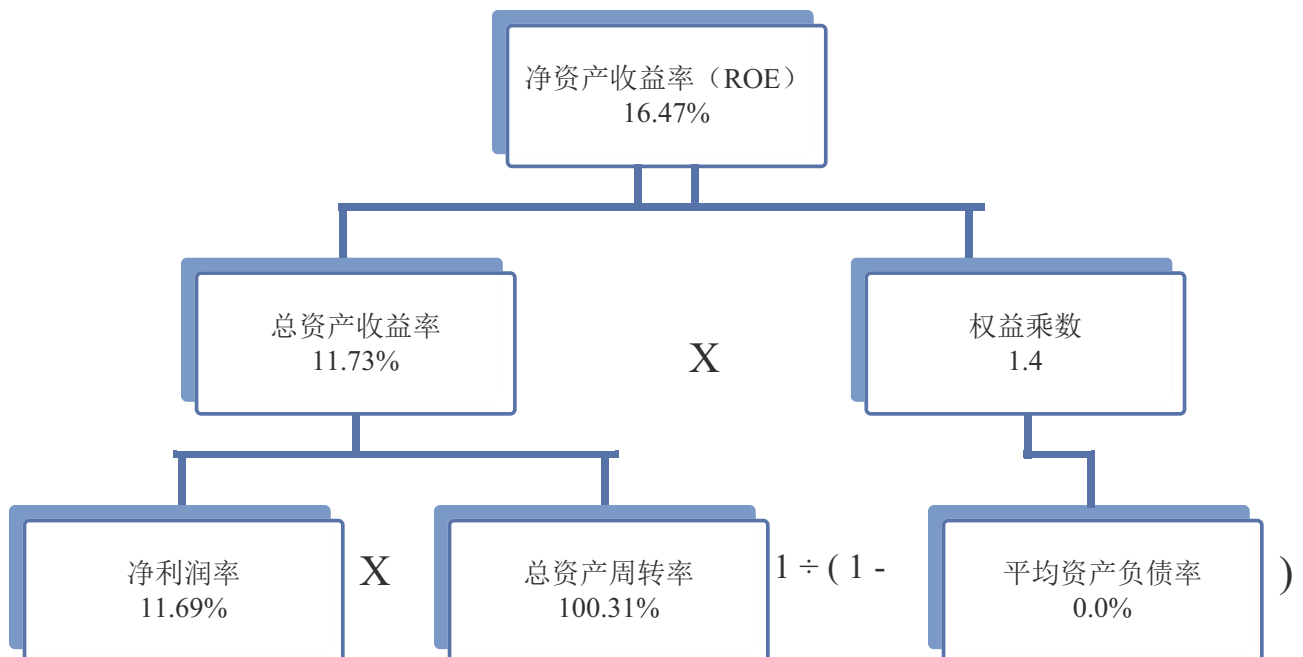 净资产收益率（ROE）
16.47%
总资产收益率
11.73%
X
权益乘数
1.4
净利润率
11.69%
X
总资产周转率
100.31%
1 ÷ ( 1 -
平均资产负债率
0.0%
)